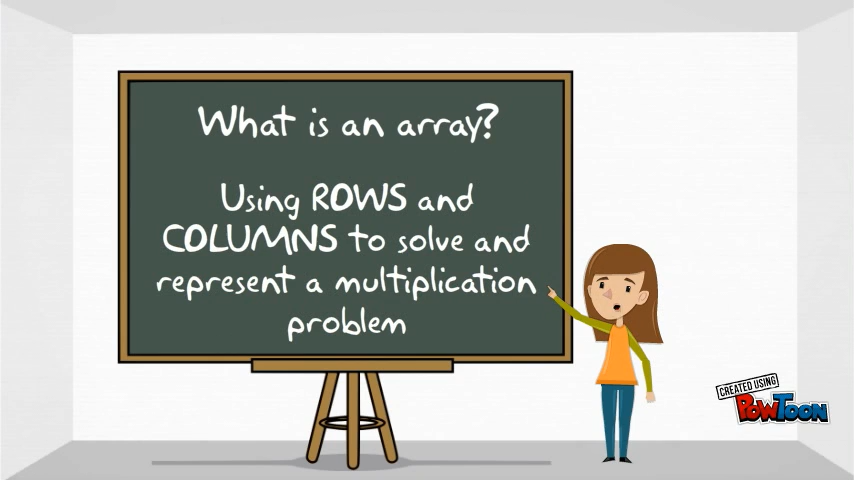 What is an array?
Using ROWS and
COLUMNS to solve and
represent a multiplication
problem
CREATED USING
POWTOON